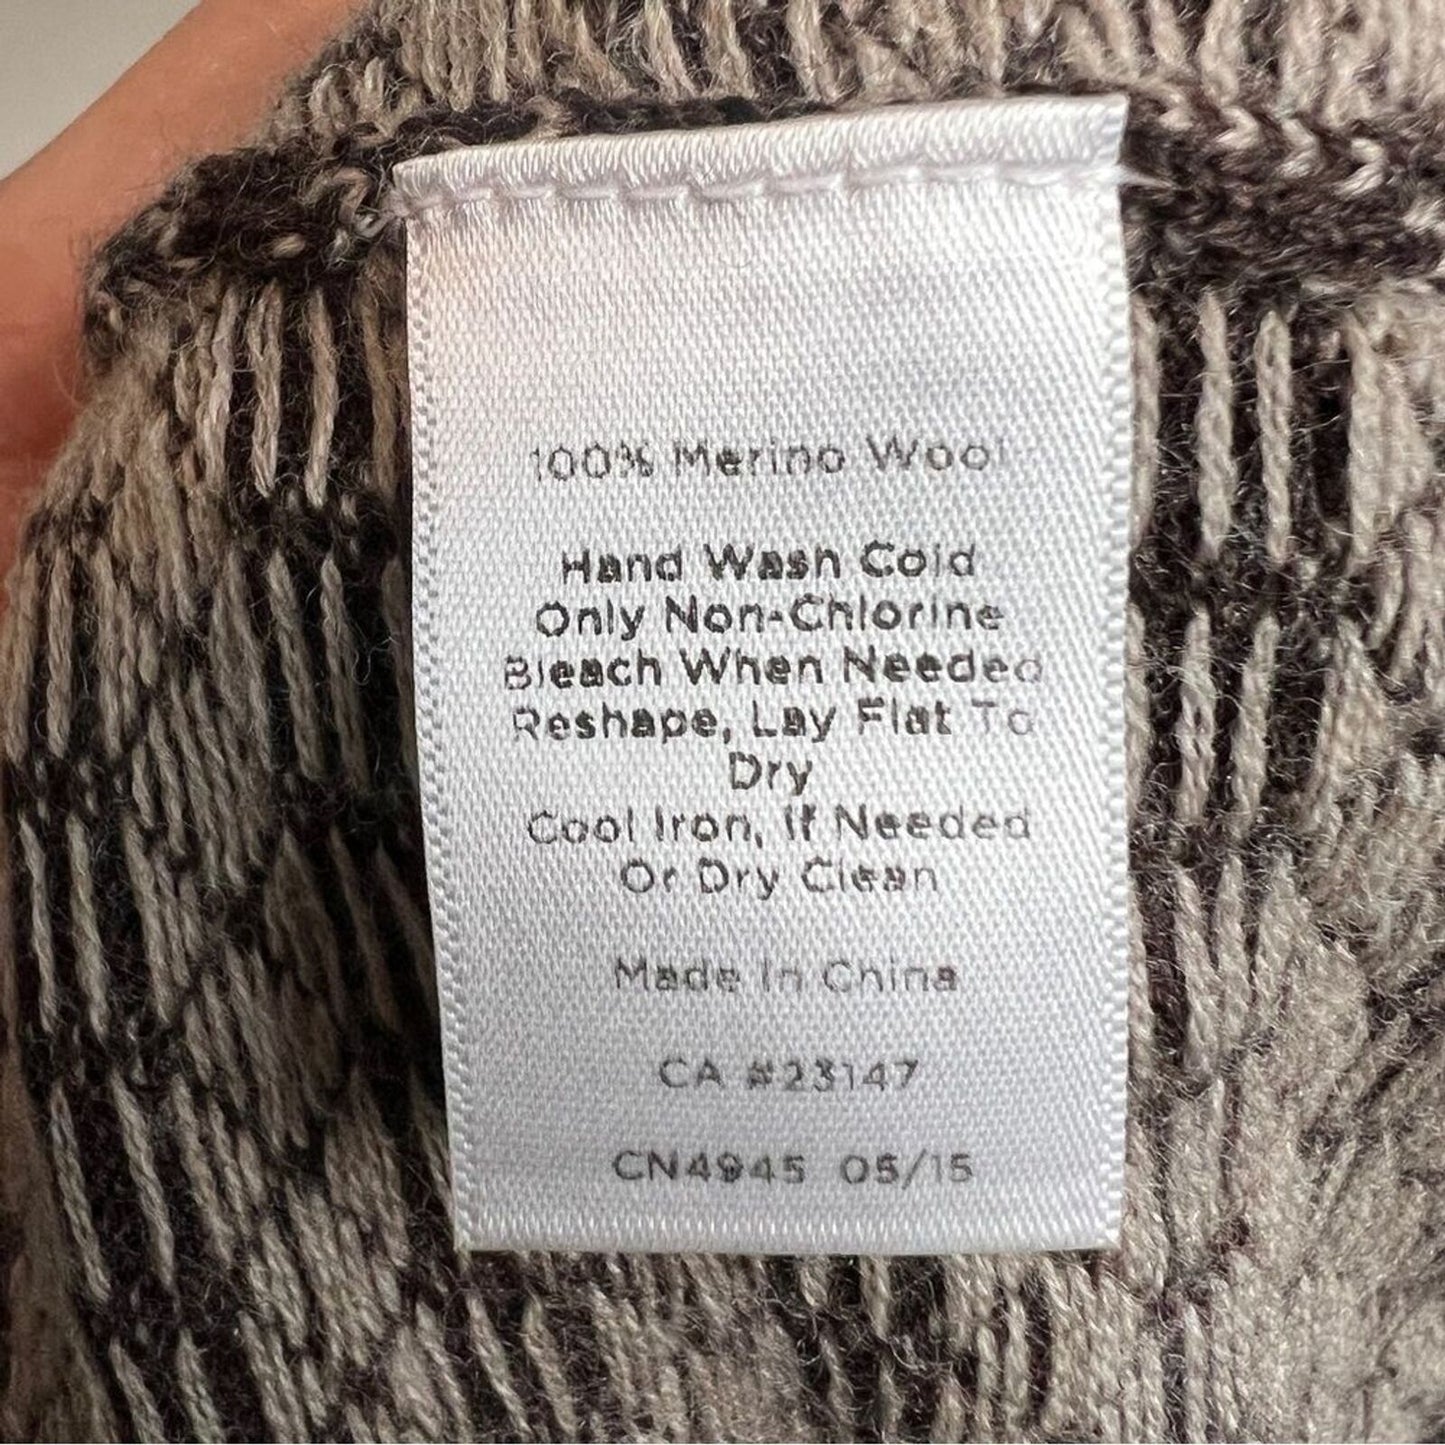 100% Merino Wool
Hand Wash Cold
Only Non-Chlorine
Bleach When Needed
Reshape, Lay Flat To
Dry
Cool Iron, If Needed
Or Dry Clean
Made In China
CA #23147
CN4945 05/15